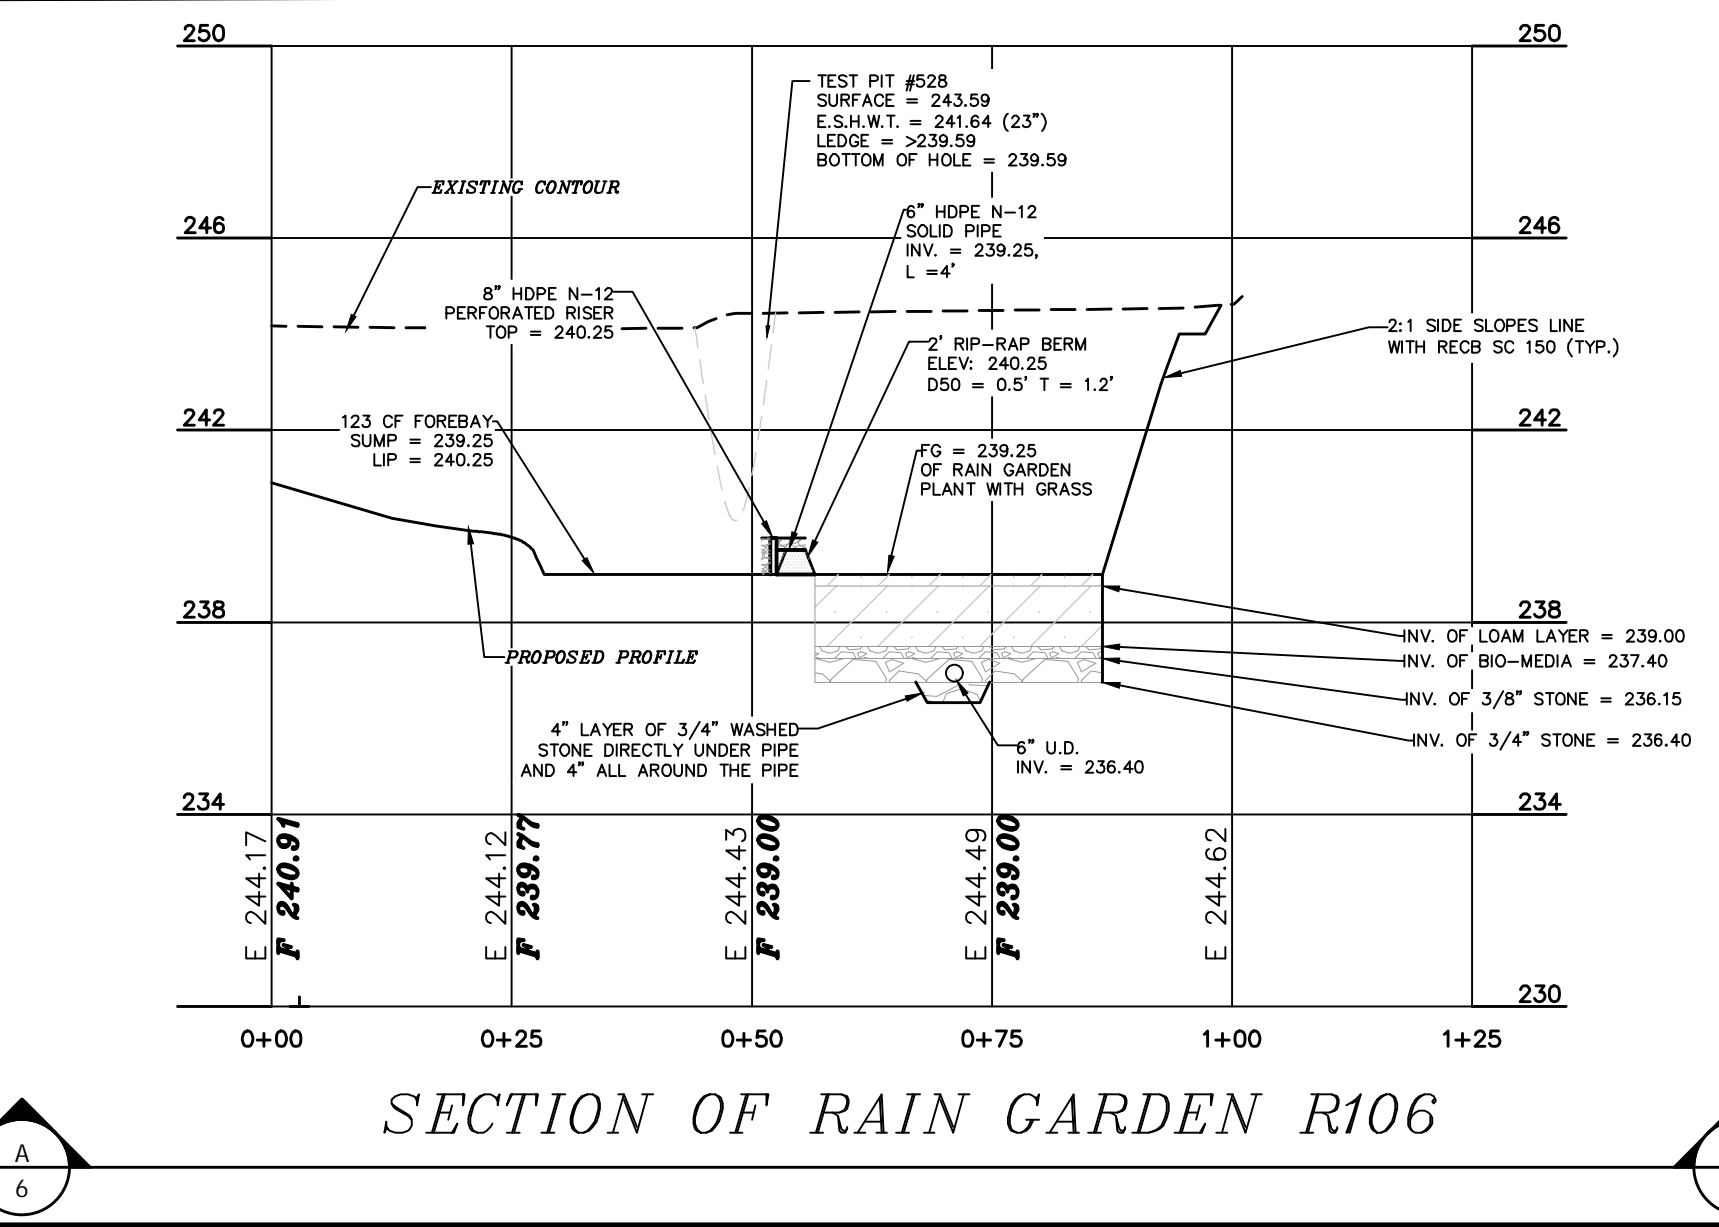 250
250
TEST PIT #528
SURFACE = 243.59
E.S.H.W.T. = 241.64 (23")
LEDGE = >239.59
BOTTOM OF HOLE = 239.59
EXISTING CONTOUR
6" HDPE N-12
SOLID PIPE
INV. = 239.25,
L =4'
246
246
8" HDPE N-12
PERFORATED RISER
TOP = 240.25
2' RIP-RAP BERM
ELEV: 240.25
D50 = 0.5' T = 1.2'
2:1 SIDE SLOPES LINE
WITH RECB SC 150 (TYP.)
242
242
123 CF FOREBAY
SUMP = 239.25
LIP = 240.25
FG = 239.25
OF RAIN GARDEN
PLANT WITH GRASS
238
238
PROPOSED PROFILE
INV. OF LOAM LAYER = 239.00
INV. OF BIO-MEDIA = 237.40
INV. OF 3/8" STONE = 236.15
INV. OF 3/4" STONE = 236.40
4" LAYER OF 3/4" WASHED
STONE DIRECTLY UNDER PIPE
AND 4" ALL AROUND THE PIPE
6" U.D.
INV. = 236.40
234
234
E 244.17
F 240.91
E 244.12
F 239.77
E 244.43
F 239.00
E 244.49
F 239.00
E 244.62
230
0+00
0+25
0+50
0+75
1+00
1+25
SECTION OF RAIN GARDEN R106
A
6